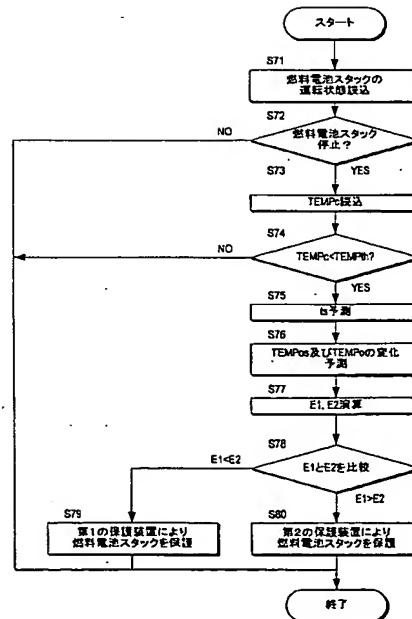 スタート
S71
燃料電池スタックの
運転状態読込
S72
燃料電池スタック
停止?
NO
YES
S73
TEMPc読込
S74
TEMPc<TEMPth?
NO
YES
S75
ts予測
S76
TEMPos及びTEMPoの変化
予測
S77
E1, E2演算
S78
E1とE2を比較
E1<E2
E1>E2
S79
第1の保護装置により
燃料電池スタックを保護
S80
第2の保護装置により
燃料電池スタックを保護
終了